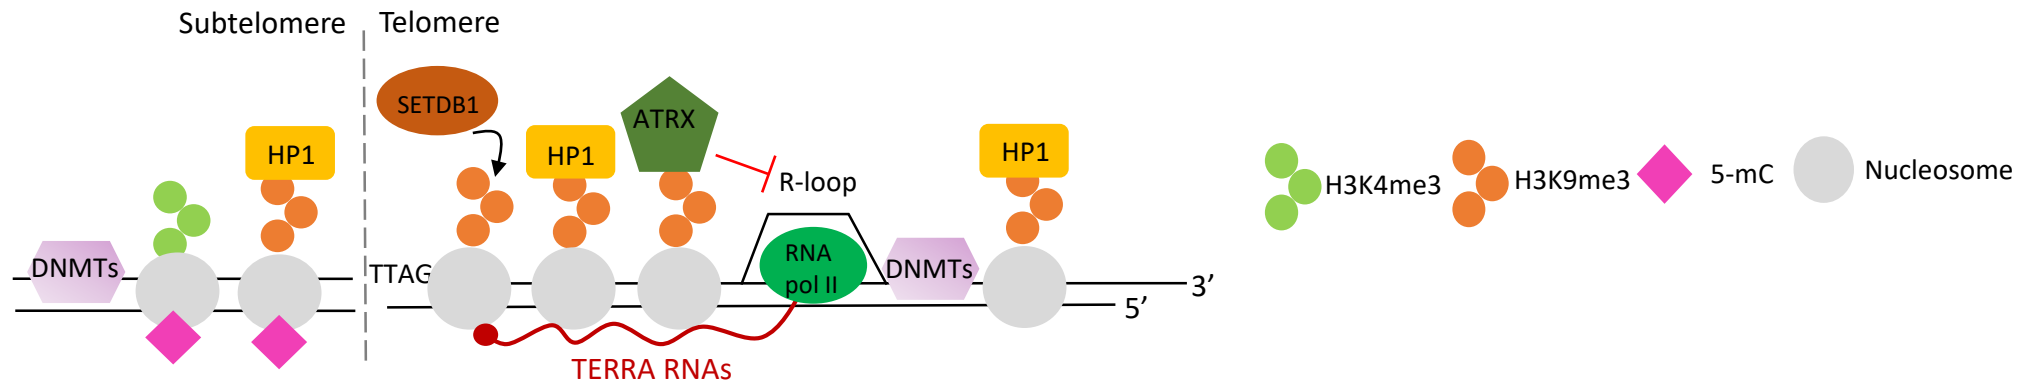 Subtelomere
Telomere
SETDB1
HP1
HP1
ATRX
R-loop
HP1
DNMTs
TTAG
RNA
pol II
DNMTs
3’
5’
TERRA RNAs
H3K4me3
H3K9me3
5-mC
Nucleosome